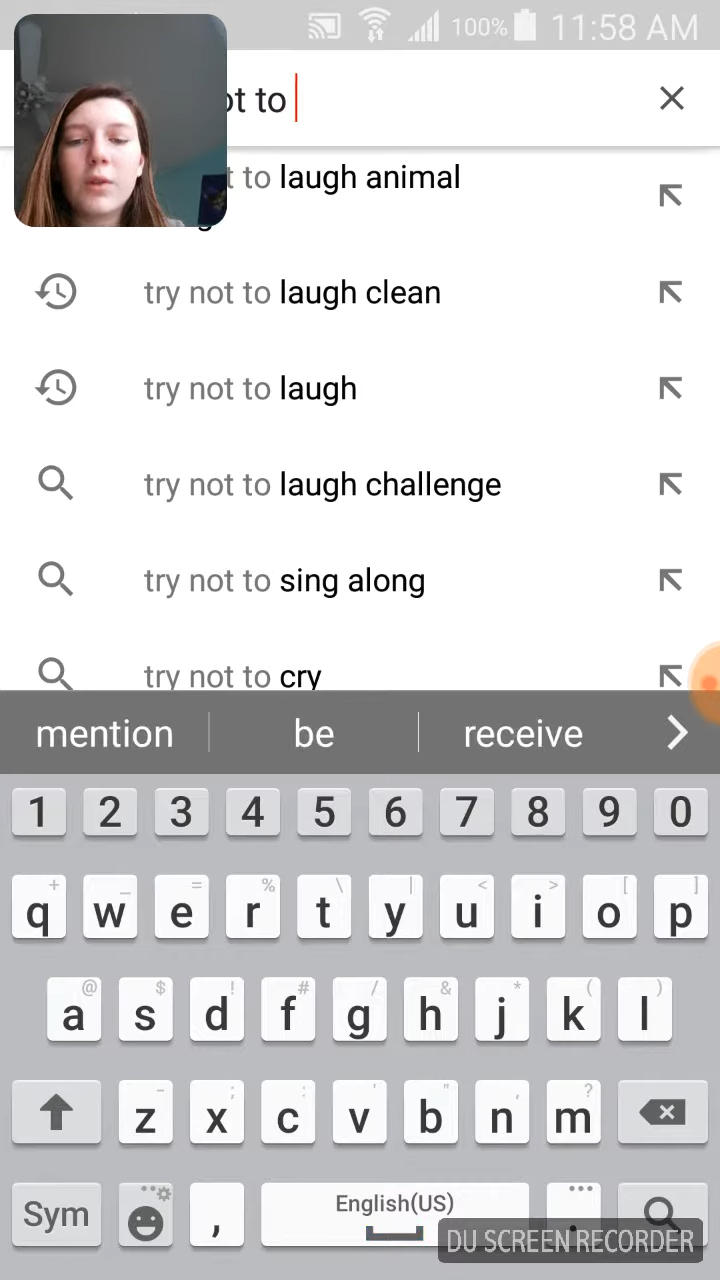 100% 11:58 AM
ot to
t to laugh animal
try not to laugh clean
try not to laugh
try not to laugh challenge
try not to sing along
try not to cry
mention be receive
1 2 3 4 5 6 7 8 9 0
+ _ = % \ | < > [ ]
q w e r t y u i o p
@ $ ! # / & * ( )
a s d f g h j k l
- ; : ' " , ?
z x c v b n m
Sym , English(US) .
DU SCREEN RECORDER